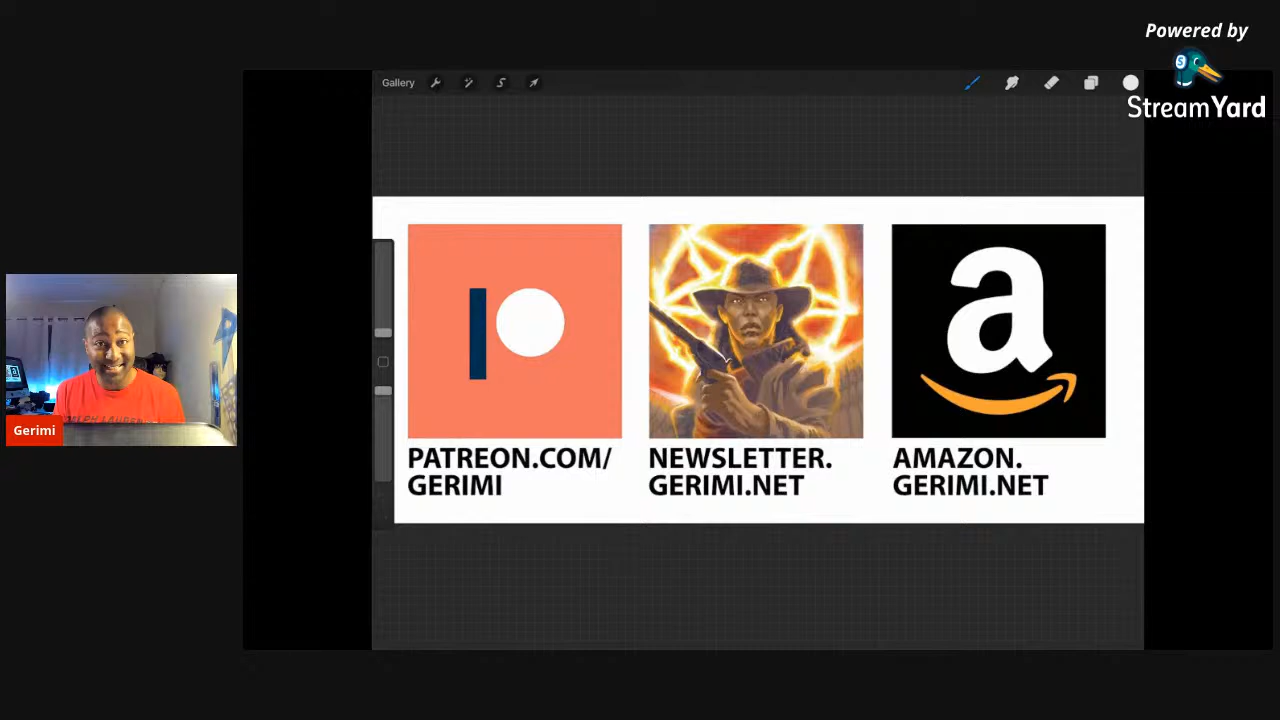 Powered by
StreamYard
Gallery
PATREON.COM/
GERIMI
NEWSLETTER.
GERIMI.NET
AMAZON.
GERIMI.NET
Gerimi